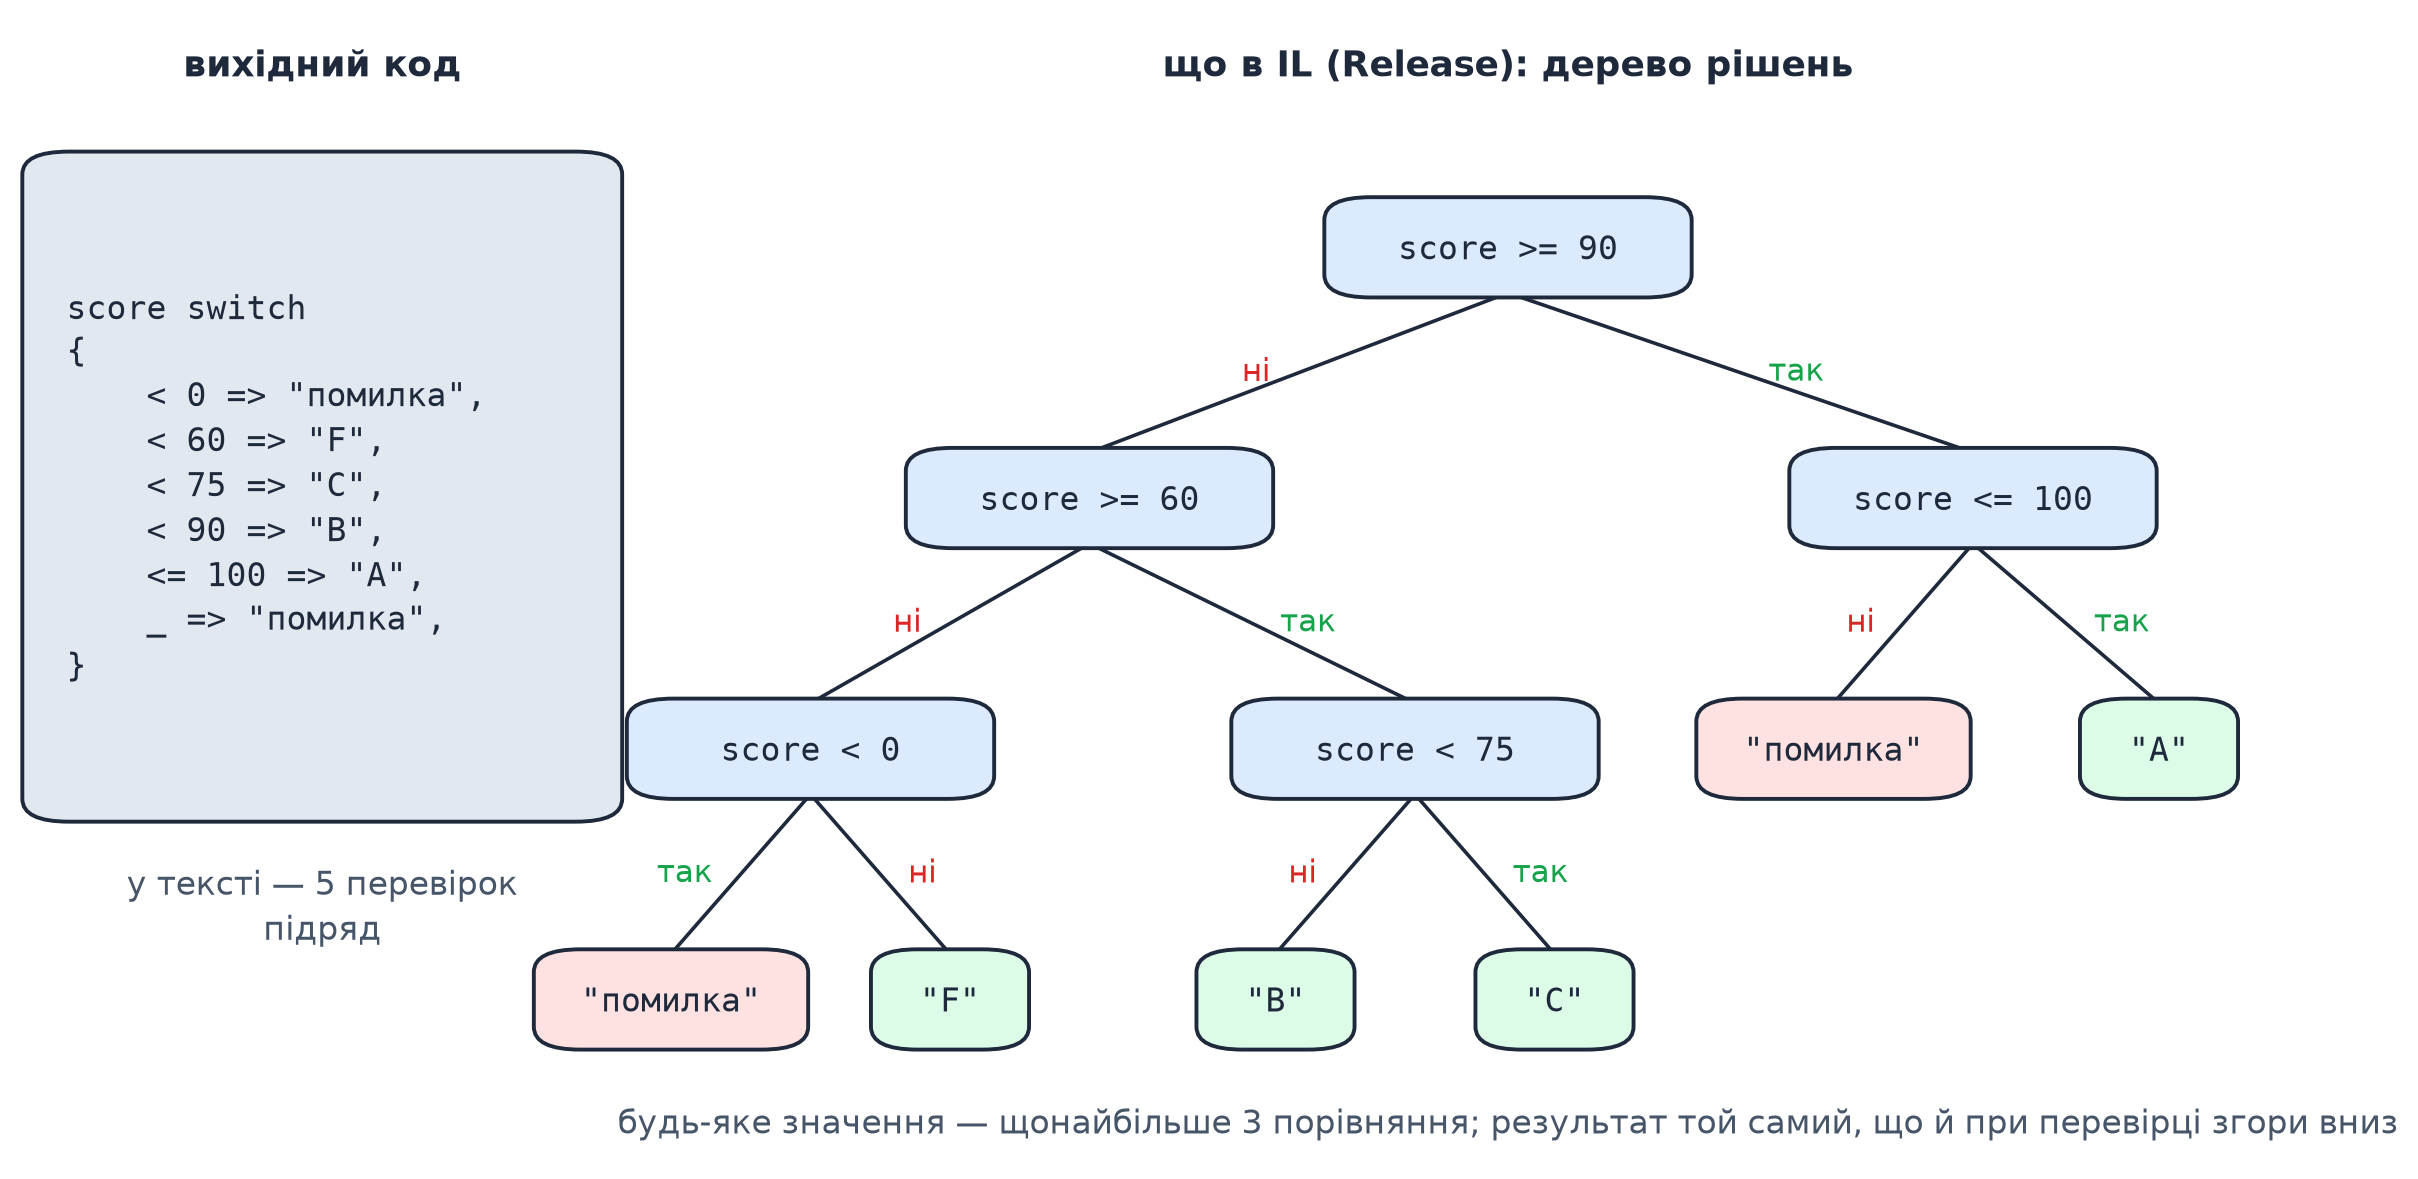 вихідний код
score switch
{
    < 0 => "помилка",
    < 60 => "F",
    < 75 => "C",
    < 90 => "B",
    <= 100 => "A",
    _ => "помилка",
}
у тексті — 5 перевірок
підряд
що в IL (Release): дерево рішень
score >= 90
ні
так
score >= 60
score <= 100
ні
так
ні
так
score < 0
score < 75
"помилка"
"A"
так
ні
ні
так
"помилка"
"F"
"B"
"C"
будь-яке значення — щонайбільше 3 порівняння; результат той самий, що й при перевірці згори вниз